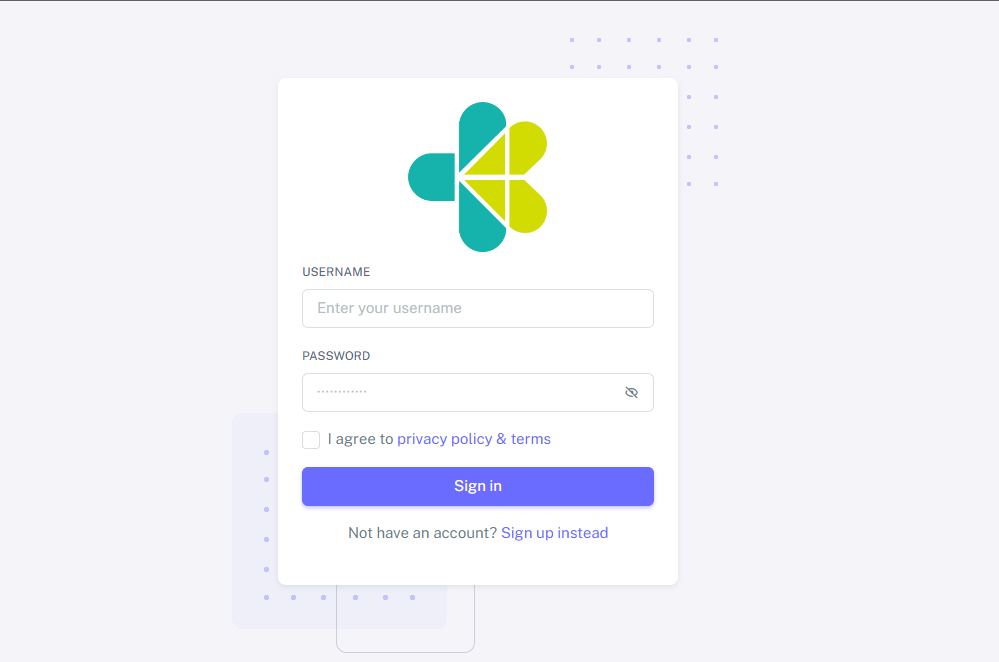 USERNAME
Enter your username
PASSWORD
············
I agree to privacy policy & terms
Sign in
Not have an account? Sign up instead